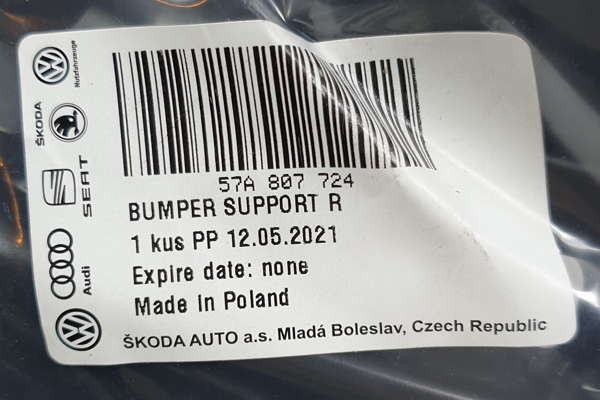 Nutzfahrzeuge
ŠKODA
SEAT
Audi
57A 807 724
BUMPER SUPPORT R
1 kus PP 12.05.2021
Expire date: none
Made in Poland
ŠKODA AUTO a.s. Mladá Boleslav, Czech Republic